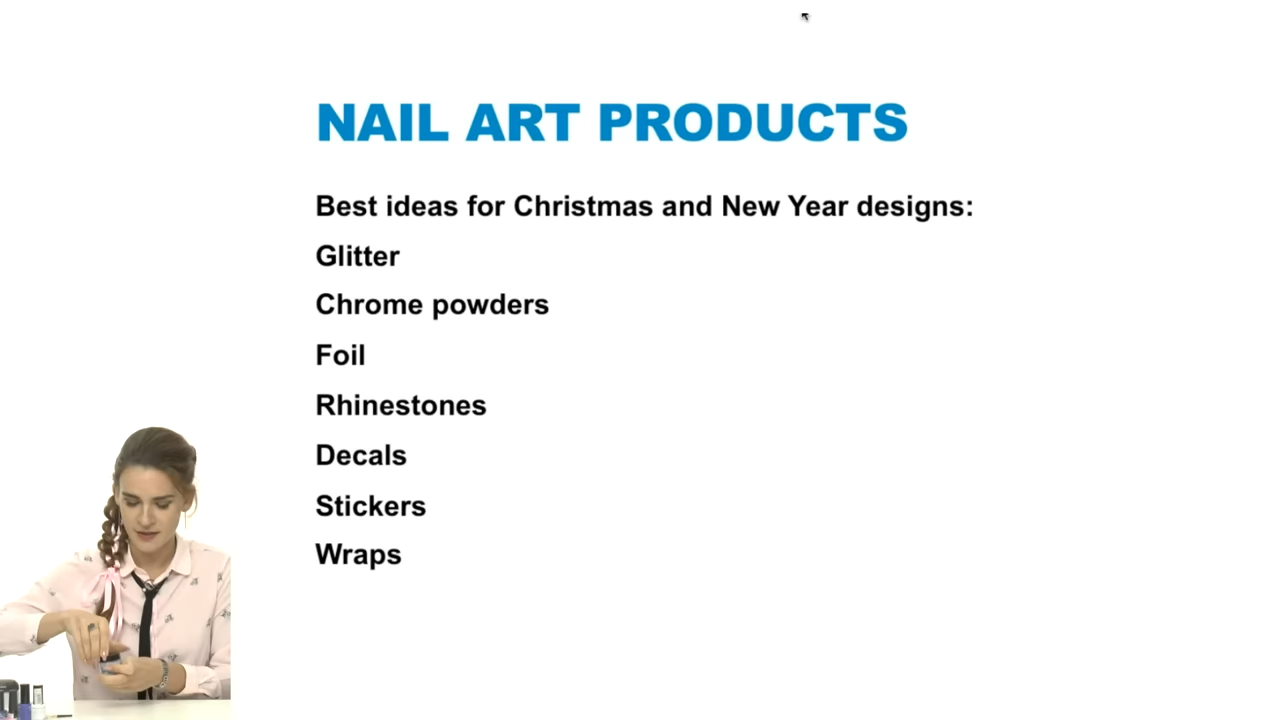 NAIL ART PRODUCTS
Best ideas for Christmas and New Year designs:
Glitter
Chrome powders
Foil
Rhinestones
Decals
Stickers
Wraps